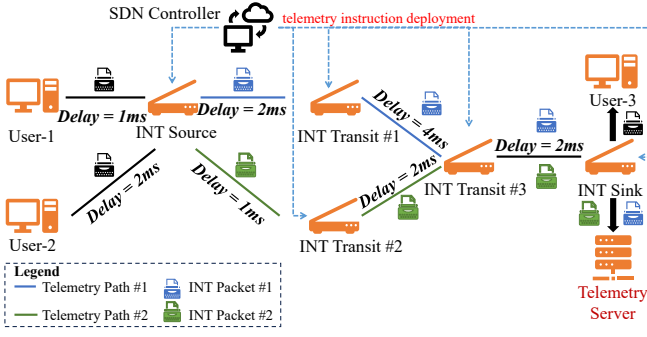 SDN Controller
telemetry instruction deployment
Delay = 1ms
Delay = 2ms
User-1
INT Source
INT Transit #1
Delay = 4ms
User-3
Delay = 2ms
Delay = 2ms
Delay = 1ms
Delay = 2ms
INT Transit #3
INT Sink
User-2
INT Transit #2
Legend
Telemetry Path #1
INT Packet #1
Telemetry Path #2
INT Packet #2
Telemetry
Server